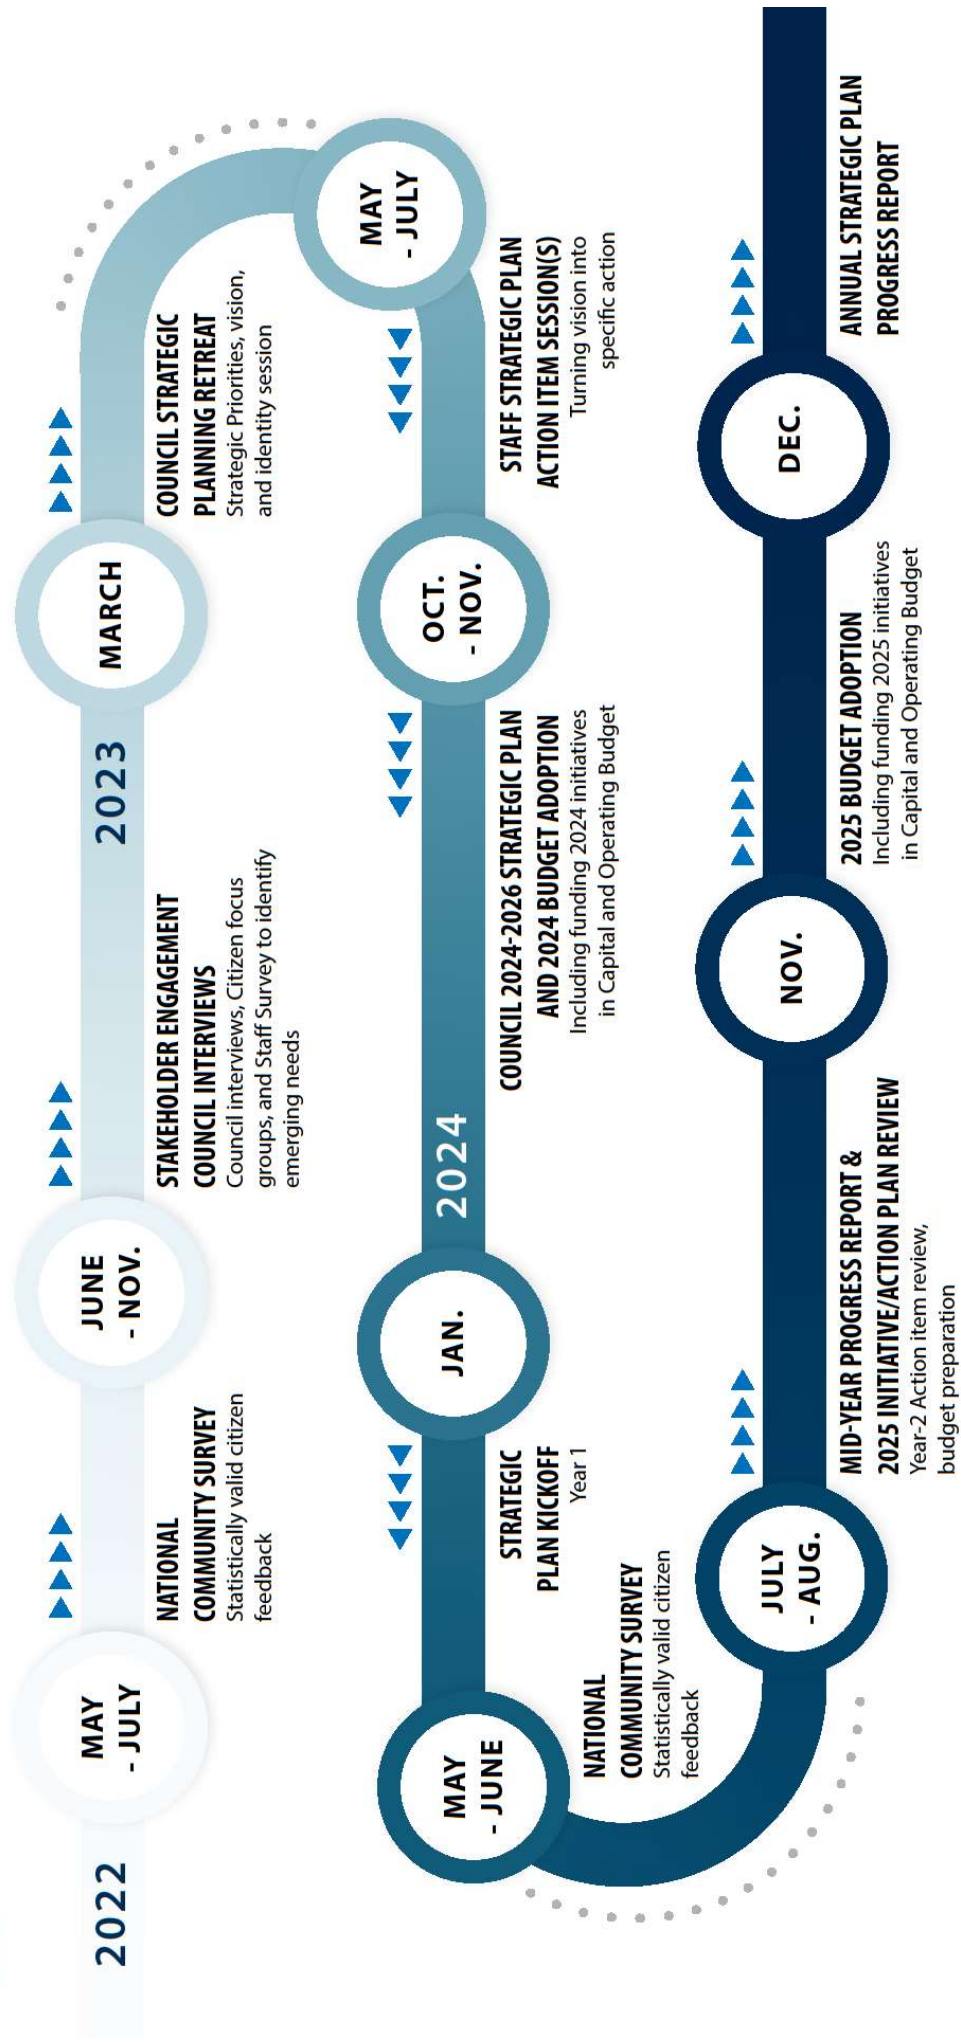 2022
MAY
- JULY
NATIONAL
COMMUNITY SURVEY
Statistically valid citizen
feedback
JUNE
- NOV.
STAKEHOLDER ENGAGEMENT
COUNCIL INTERVIEWS
Council interviews, Citizen focus
groups, and Staff Survey to identify
emerging needs
2023
MARCH
COUNCIL STRATEGIC
PLANNING RETREAT
Strategic Priorities, vision,
and identity session
MAY
- JULY
STAFF STRATEGIC PLAN
ACTION ITEM SESSION(S)
Turning vision into
specific action
OCT.
- NOV.
COUNCIL 2024-2026 STRATEGIC PLAN
AND 2024 BUDGET ADOPTION
Including funding 2024 initiatives
in Capital and Operating Budget
2024
JAN.
STRATEGIC
PLAN KICKOFF
Year 1
MAY
- JUNE
NATIONAL
COMMUNITY SURVEY
Statistically valid citizen
feedback
JULY
- AUG.
MID-YEAR PROGRESS REPORT &
2025 INITIATIVE/ACTION PLAN REVIEW
Year-2 Action item review,
budget preparation
NOV.
2025 BUDGET ADOPTION
Including funding 2025 initiatives
in Capital and Operating Budget
DEC.
ANNUAL STRATEGIC PLAN
PROGRESS REPORT